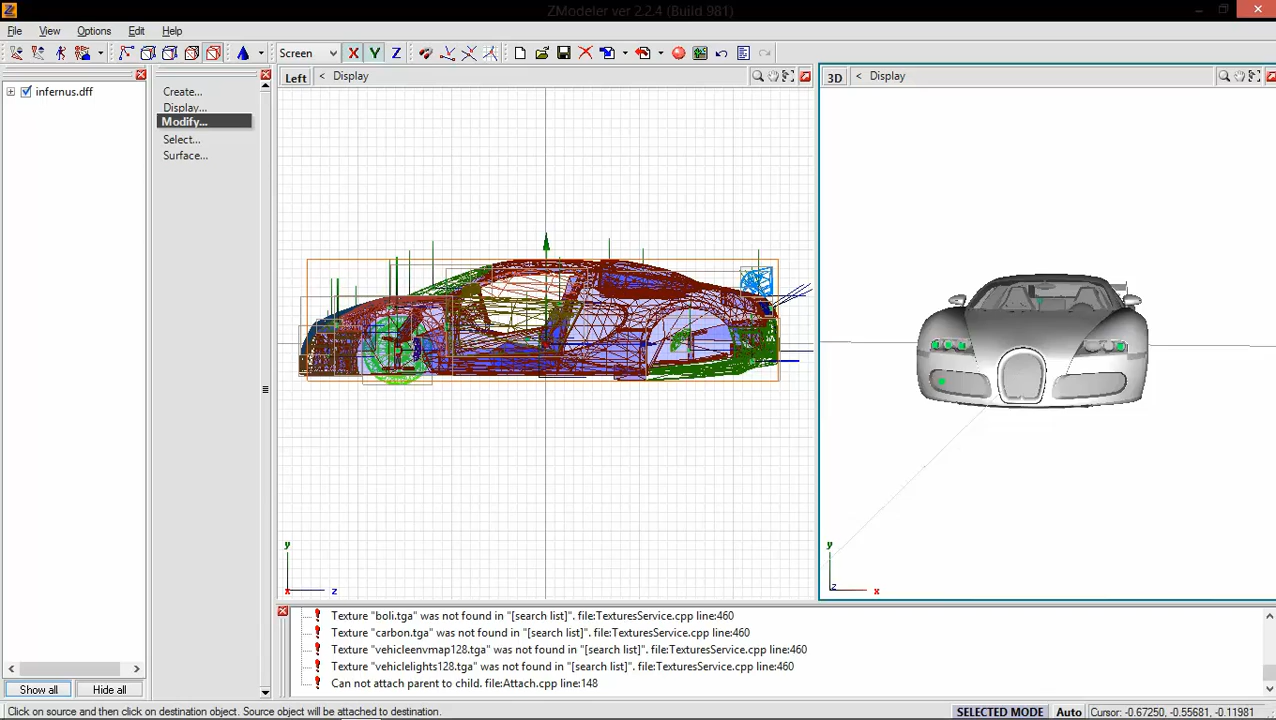 ZModeler ver 2.2.4 (Build 981)
File View Options Edit Help
Screen X Y Z
infernus.dff
Create...
Display...
Modify...
Select...
Surface...
Left < Display
3D < Display
y
x z
y
z x
Texture "boli.tga" was not found in "[search list]". file:TexturesService.cpp line:460
Texture "carbon.tga" was not found in "[search list]". file:TexturesService.cpp line:460
Texture "vehicleenvmap128.tga" was not found in "[search list]". file:TexturesService.cpp line:460
Texture "vehiclelights128.tga" was not found in "[search list]". file:TexturesService.cpp line:460
Can not attach parent to child. file:Attach.cpp line:148
Show all Hide all
Click on source and then click on destination object. Source object will be attached to destination. SELECTED MODE Auto Cursor: -0.67250, -0.55681, -0.11981